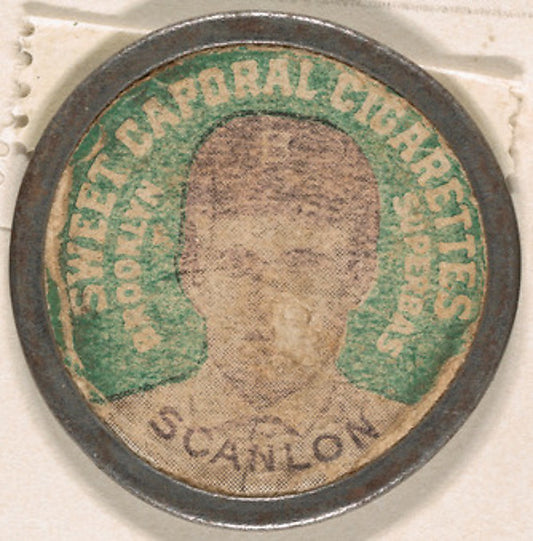 SWEET CAPORAL CIGARETTES
BROOKLYN
SUPERBAS
SCANLON